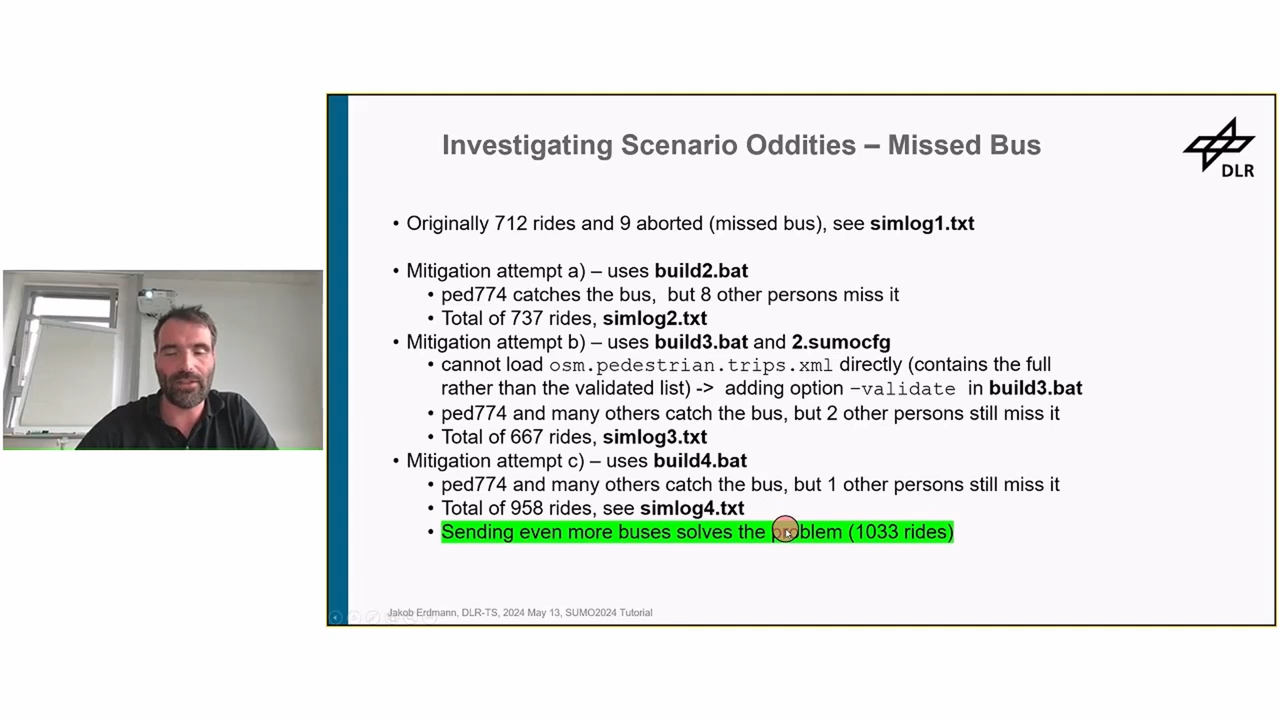 Investigating Scenario Oddities – Missed Bus
DLR
• Originally 712 rides and 9 aborted (missed bus), see simlog1.txt
• Mitigation attempt a) – uses build2.bat
• ped774 catches the bus,  but 8 other persons miss it
• Total of 737 rides, simlog2.txt
• Mitigation attempt b) – uses build3.bat and 2.sumocfg
• cannot load osm.pedestrian.trips.xml directly (contains the full
rather than the validated list) -> adding option –validate in build3.bat
• ped774 and many others catch the bus, but 2 other persons still miss it
• Total of 667 rides, simlog3.txt
• Mitigation attempt c) – uses build4.bat
• ped774 and many others catch the bus, but 1 other persons still miss it
• Total of 958 rides, see simlog4.txt
• Sending even more buses solves the problem (1033 rides)
Jakob Erdmann, DLR-TS, 2024 May 13, SUMO2024 Tutorial